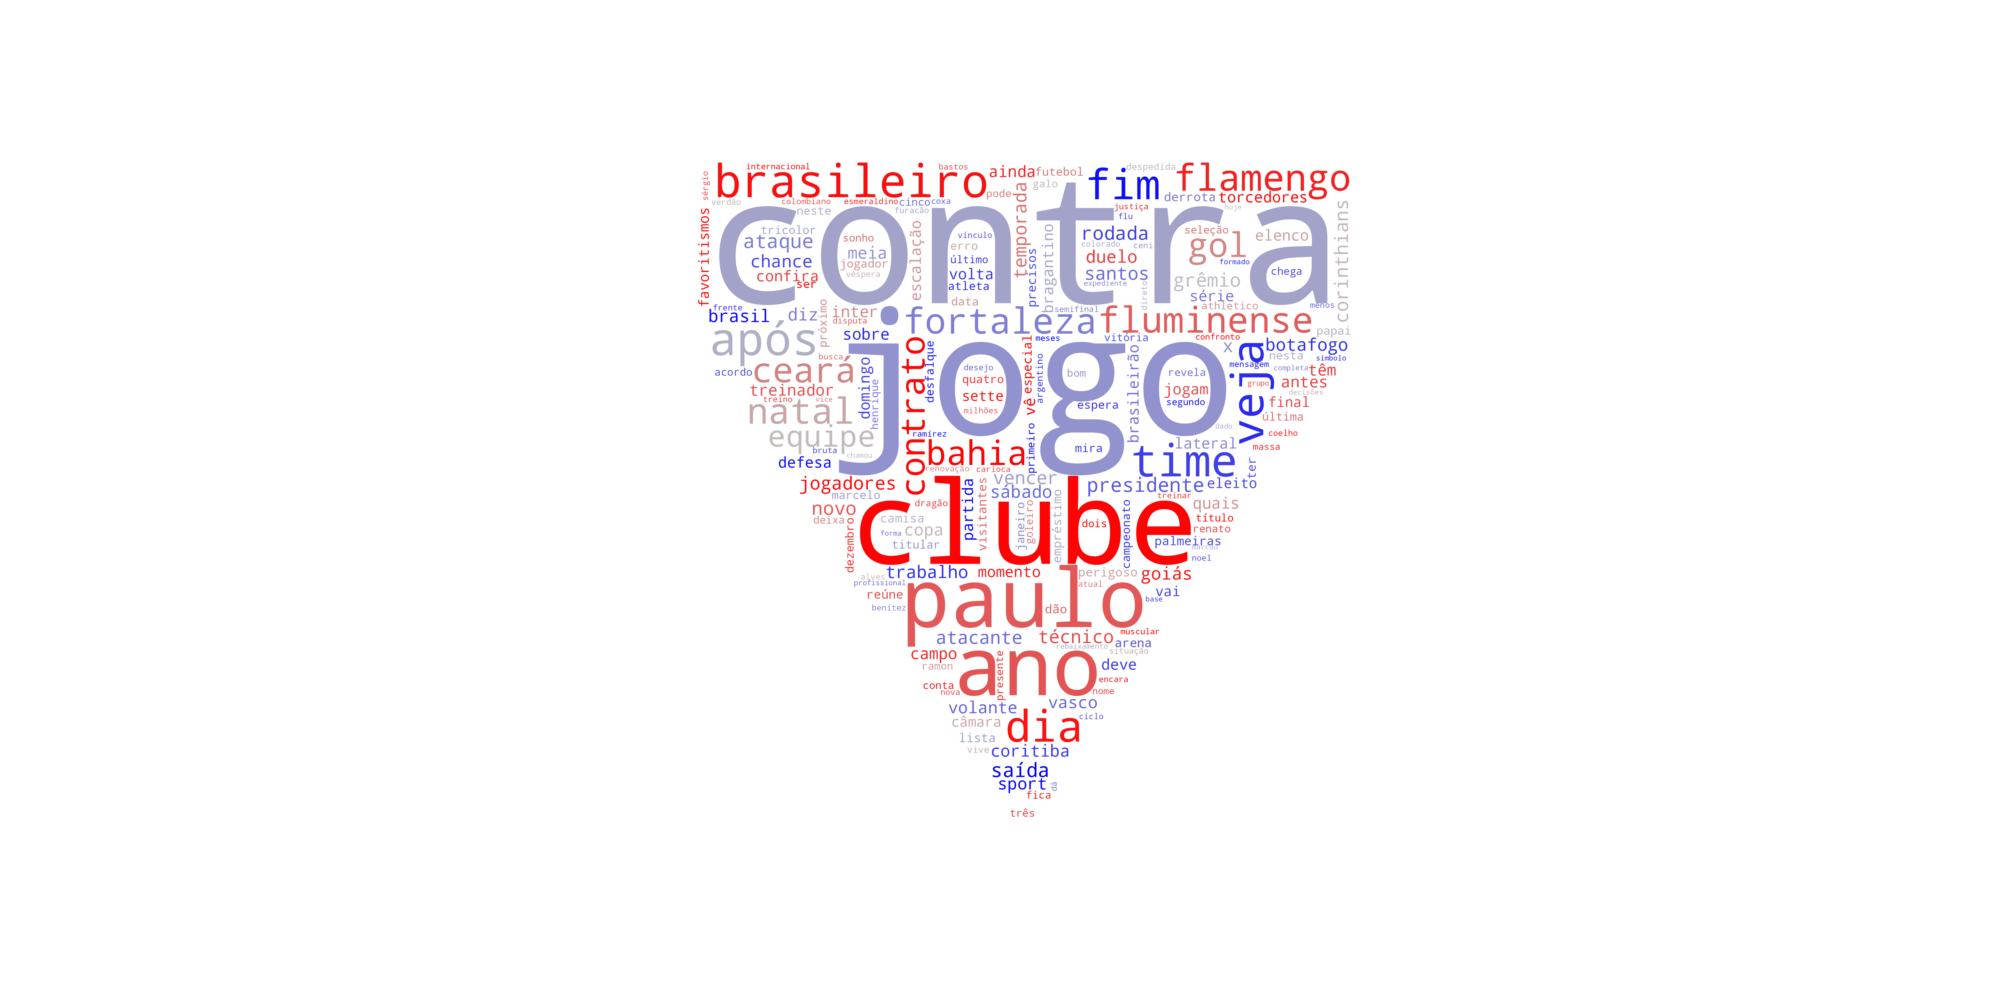 internacional
bastos
despedida
brasileiro
ainda
futebol
fim
flamengo
sérgio
verdão
colombiano
esmeraldino
cinco
coxa
pode
galo
derrota
torcedores
neste
furacão
justiça
hoje
flu
contra
favoritismos
tricolor
ataque
sonho
meia
escalação
vínculo
erro
temporada
bragantino
rodada
seleção
gol
elenco
corinthians
chance
jogador
último
precisos
colorado
ceni
duelo
formado
confira
véspera
volta
santos
grêmio
chega
ser
atleta
expediente
direto
série
data
semifinal
athletico
menos
frente
brasil
diz
próximo
inter
disputa
fortaleza
fluminense
papai
após
sobre
meses
vitória
confronto
x
botafogo
símbolo
jogo
busca
contrato
desfalque
especial
argentino
brasileirão
veja
nesta
mensagem
completa
acordo
ceará
domingo
desejo
bom
revela
têm
quatro
grupo
antes
treinador
henrique
sette
vê
jogam
decisões
treino
vice
milhões
espera
segundo
final
natal
última
dado
equipe
ramírez
primeiro
lateral
coelho
bruta
chamou
bahia
mira
time
massa
defesa
renovação
carioca
ter
jogadores
vencer
presidente
eleito
marcelo
partida
visitantes
sábado
treinar
clube
novo
dragão
quais
deixa
camisa
copa
janeiro
goleiro
empréstimo
dois
campeonato
título
renato
dezembro
forma
titular
palmeiras
marcou
noel
trabalho
momento
perigoso
goiás
alves
profissional
atual
vai
reúne
paulo
base
benítez
dão
atacante
técnico
muscular
arena
rebaixamento
situação
campo
ramon
ano
presente
deve
conta
encara
nova
nome
volante
vasco
câmara
dia
ciclo
lista
vive
coritiba
saída
sport
dá
fica
três